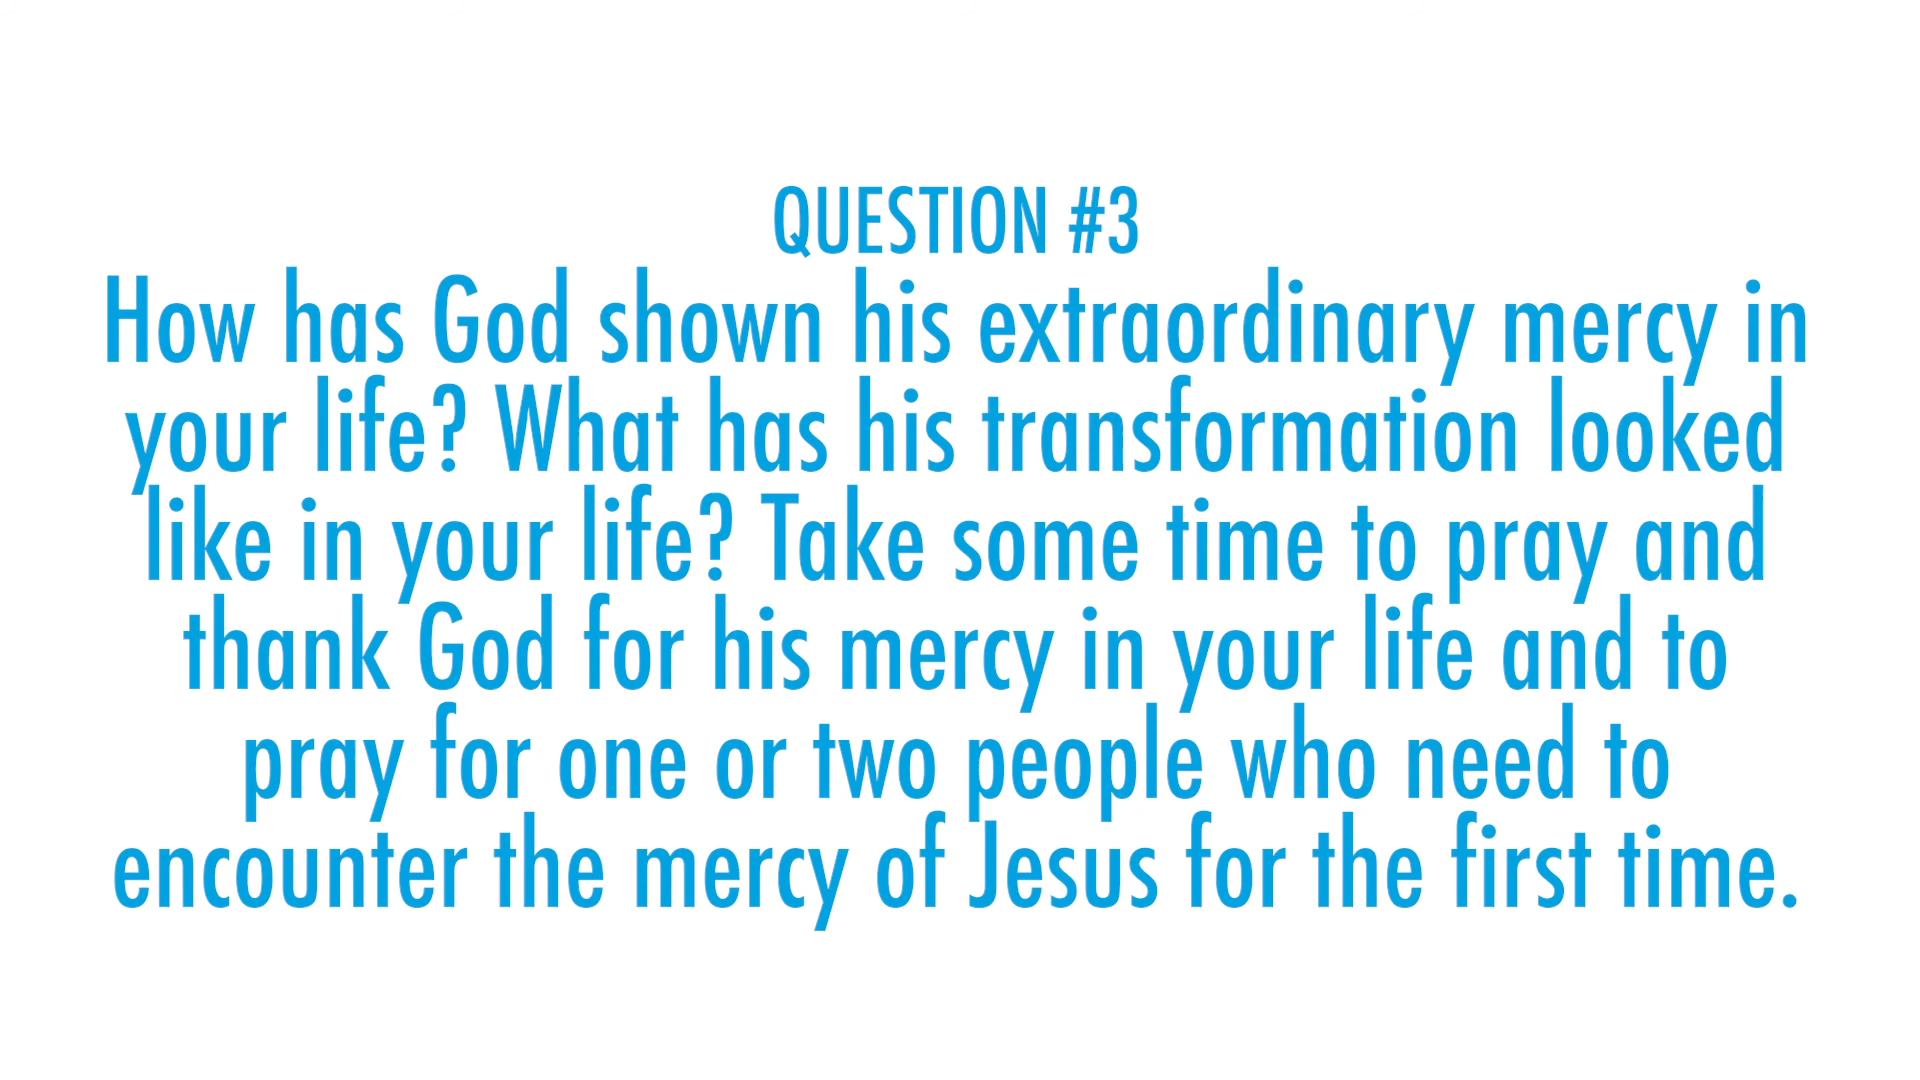 QUESTION #3
How has God shown his extraordinary mercy in
your life? What has his transformation looked
like in your life? Take some time to pray and
thank God for his mercy in your life and to
pray for one or two people who need to
encounter the mercy of Jesus for the first time.